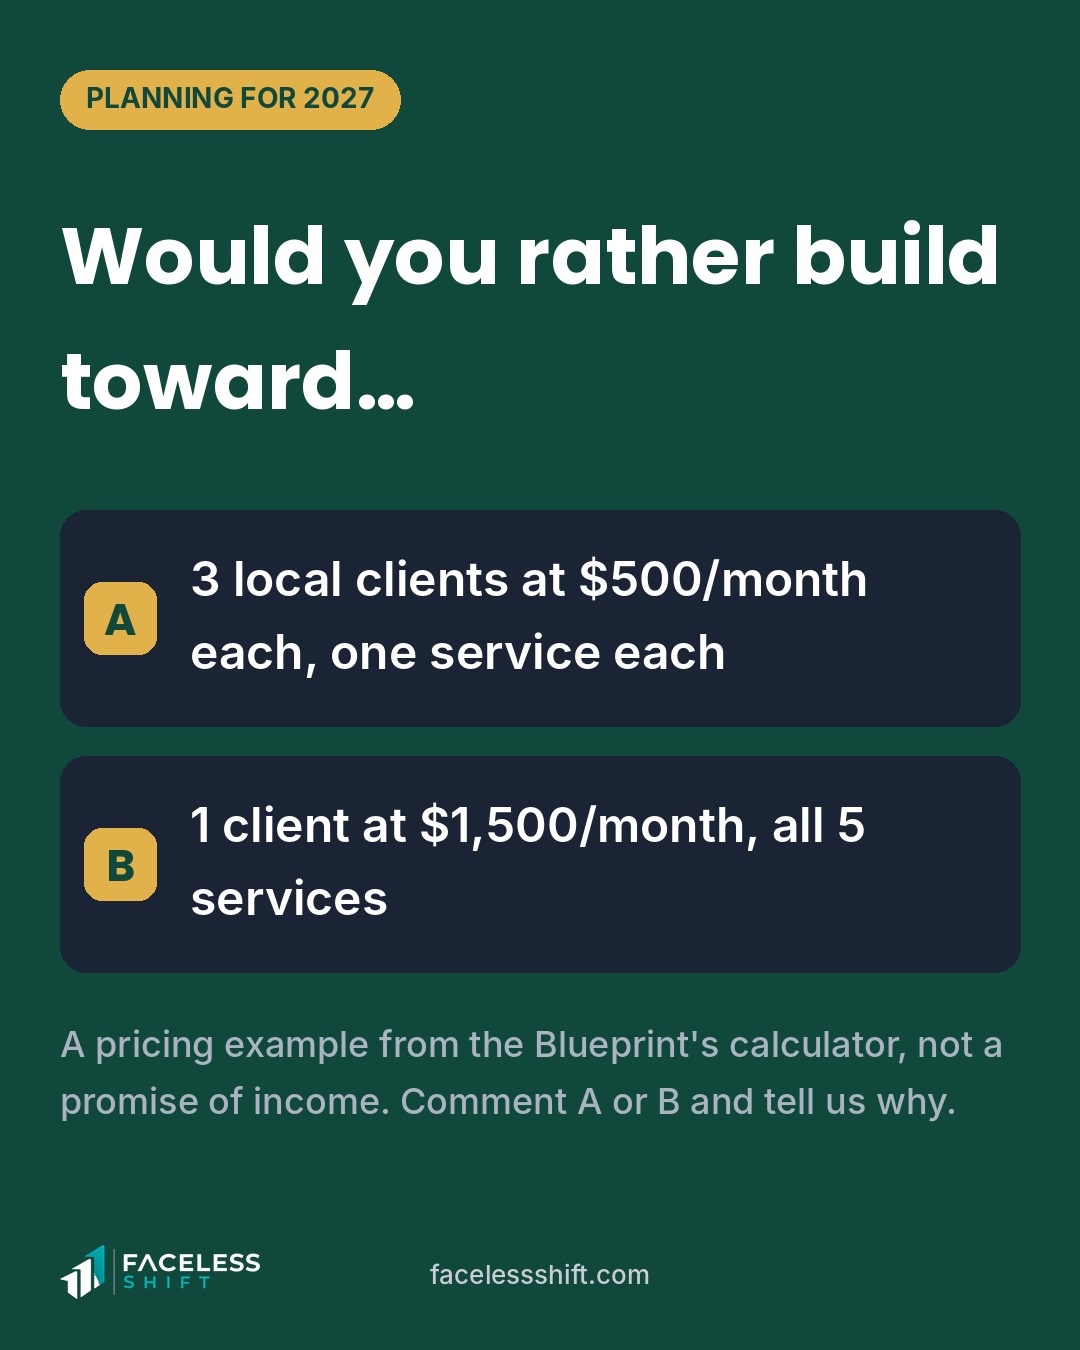 PLANNING FOR 2027
Would you rather build
toward...
A
3 local clients at $500/month
each, one service each
B
1 client at $1,500/month, all 5
services
A pricing example from the Blueprint's calculator, not a
promise of income. Comment A or B and tell us why.
FACELESS
SHIFT
facelessshift.com